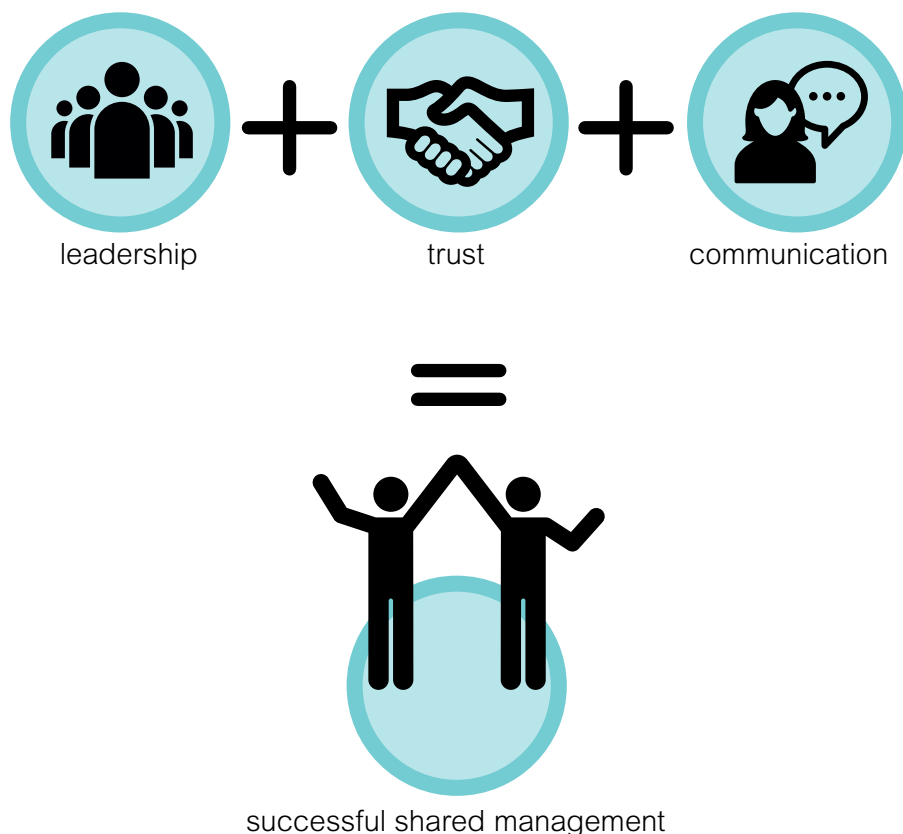 leadership
trust
communication
successful shared management